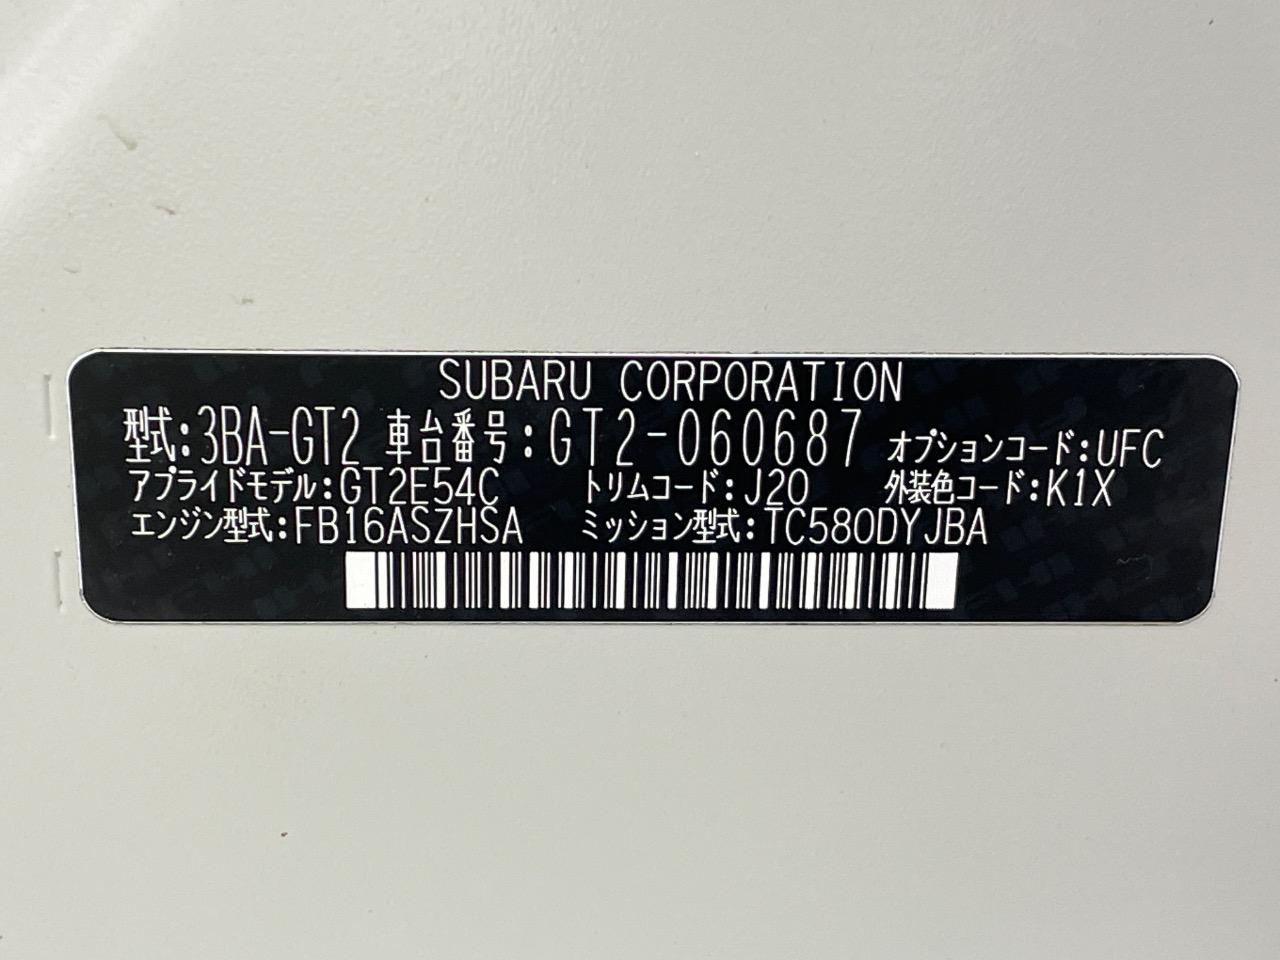 SUBARU CORPORATION
型式:3BA-GT2 車台番号:GT2-060687 オプションコード:UFC
アプライドモデル:GT2E54C トリムコード:J20 外装色コード:K1X
エンジン型式:FB16ASZHSA ミッション型式:TC580DYJBA